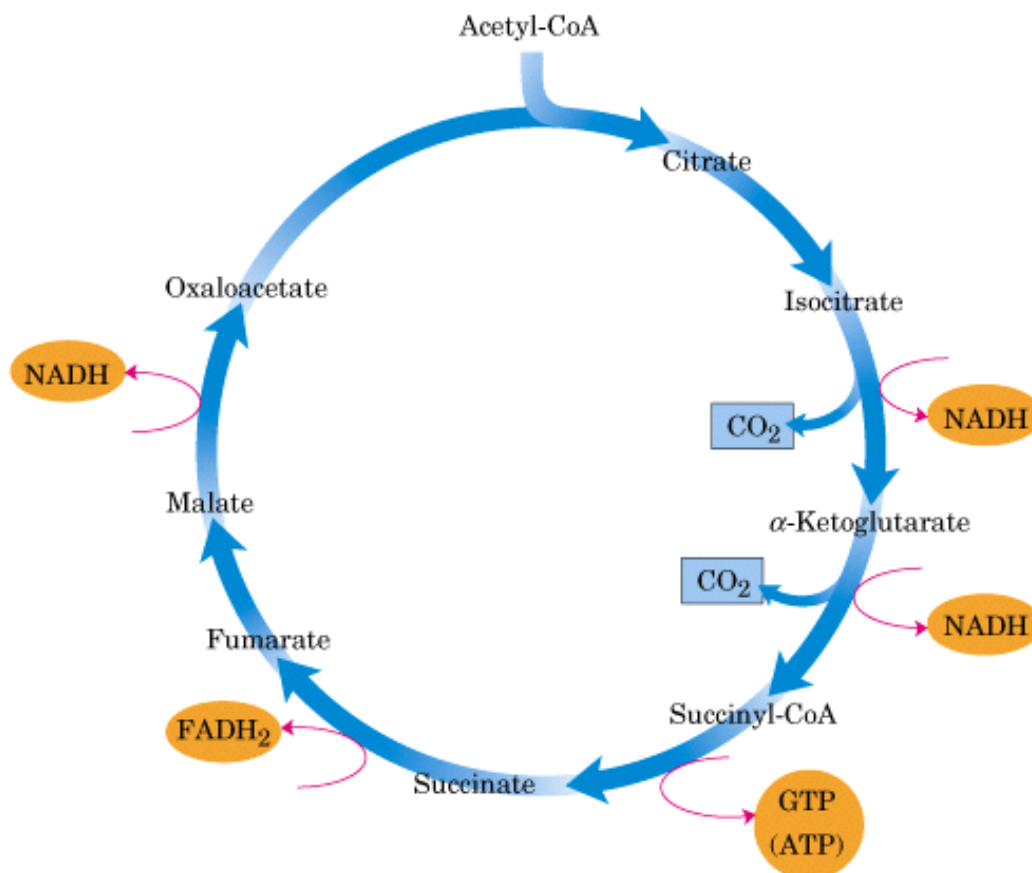 Acetyl-CoA
Citrate
Isocitrate
NADH
CO₂
α-Ketoglutarate
CO₂
NADH
Succinyl-CoA
GTP
(ATP)
Succinate
FADH₂
Fumarate
Malate
NADH
Oxaloacetate